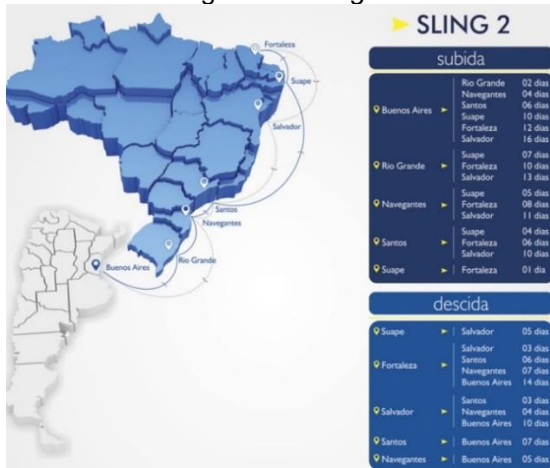 Fortaleza
Suape
Salvador
Santos
Navegantes
Rio Grande
Buenos Aires
SLING 2
subida
Buenos Aires
Rio Grande 02 dias
Navegantes 04 dias
Santos 06 dias
Suape 10 dias
Fortaleza 12 dias
Salvador 16 dias
Rio Grande
Suape 07 dias
Fortaleza 10 dias
Salvador 13 dias
Navegantes
Suape 05 dias
Fortaleza 08 dias
Salvador 11 dias
Santos
Suape 04 dias
Fortaleza 06 dias
Salvador 10 dias
Suape Fortaleza 01 dia
descida
Suape Salvador 05 dias
Fortaleza
Salvador 03 dias
Santos 06 dias
Navegantes 07 dias
Buenos Aires 14 dias
Salvador
Santos 03 dias
Navegantes 04 dias
Buenos Aires 10 dias
Santos Buenos Aires 07 dias
Navegantes Buenos Aires 05 dias